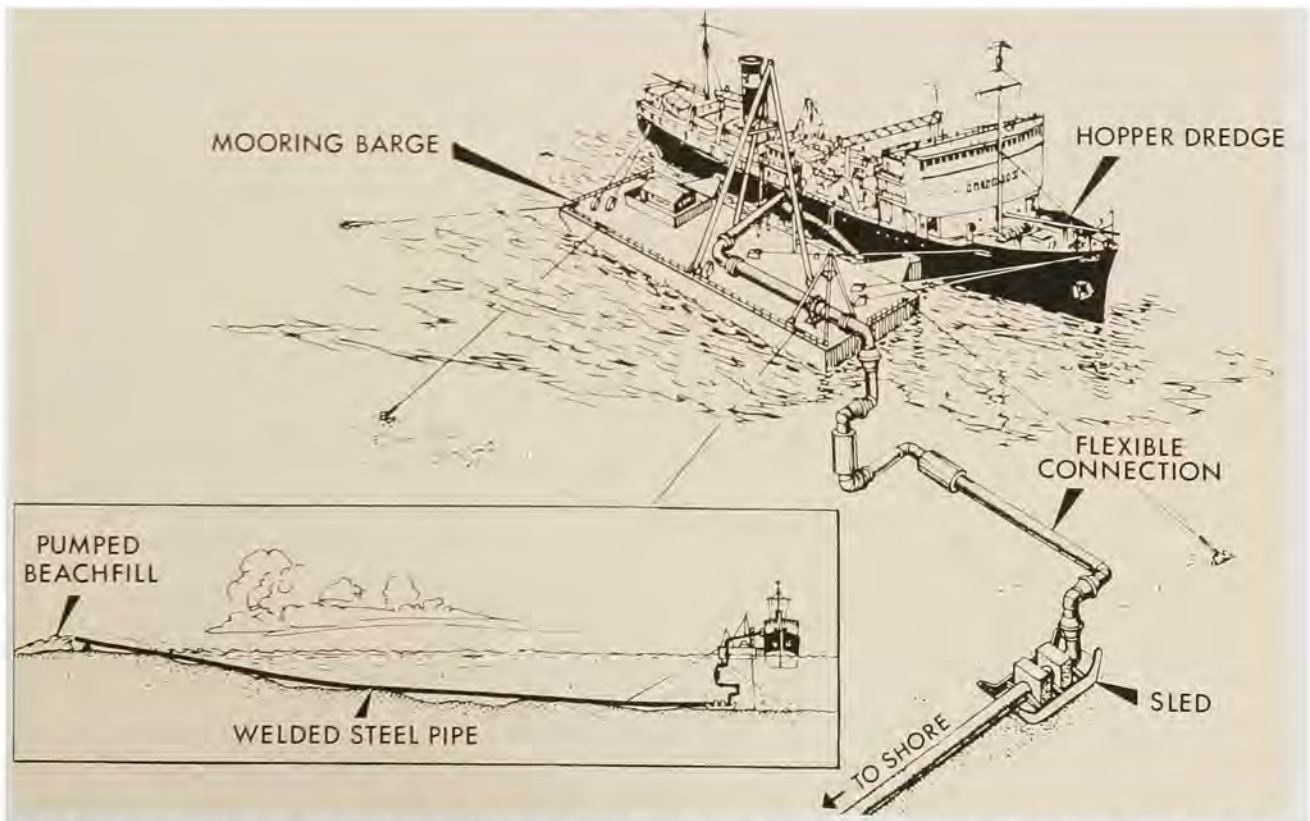 MOORING BARGE
HOPPER DREDGE
FLEXIBLE
CONNECTION
PUMPED
BEACHFILL
WELDED STEEL PIPE
SLED
TO SHORE